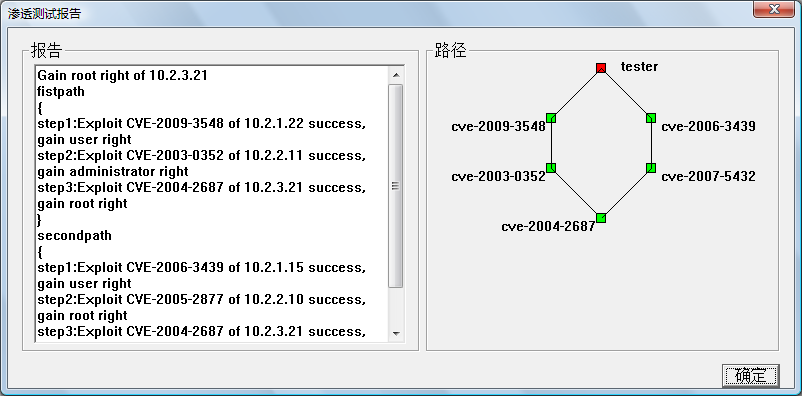 渗透测试报告
报告
Gain root right of 10.2.3.21
fistpath
{
step1:Exploit CVE-2009-3548 of 10.2.1.22 success,
gain user right
step2:Exploit CVE-2003-0352 of 10.2.2.11 success,
gain administrator right
step3:Exploit CVE-2004-2687 of 10.2.3.21 success,
gain root right
}
secondpath
{
step1:Exploit CVE-2006-3439 of 10.2.1.15 success,
gain user right
step2:Exploit CVE-2005-2877 of 10.2.2.10 success,
gain root right
step3:Exploit CVE-2004-2687 of 10.2.3.21 success,
路径
tester
cve-2009-3548
cve-2006-3439
cve-2003-0352
cve-2007-5432
cve-2004-2687
确定